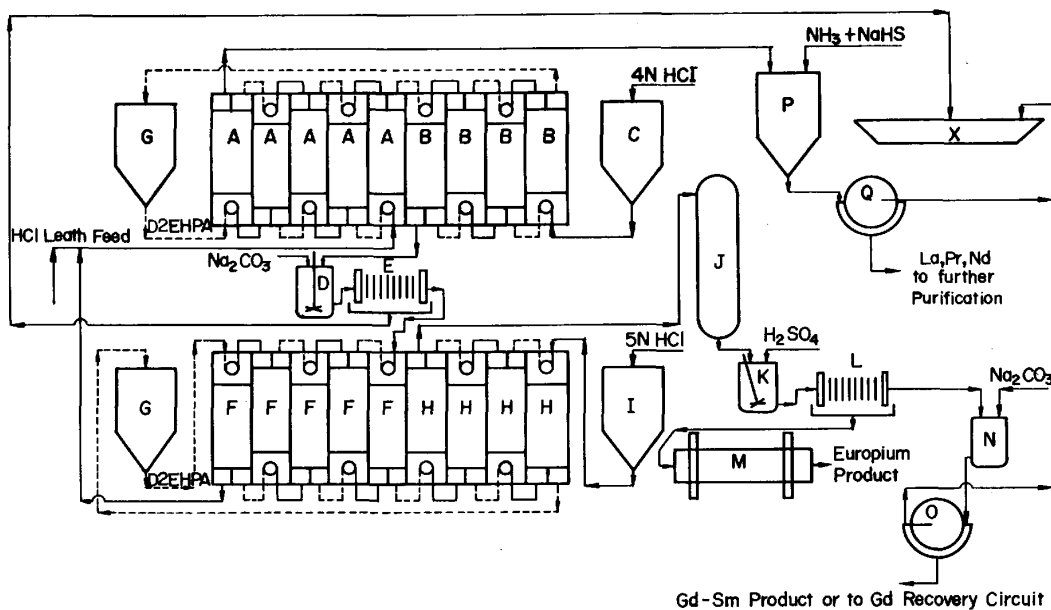 NH₃+NaHS
4N HCl
G
A A A A A B B B B
C
P
X
Q
D2EHPA
HCl Leath Feed
Na₂CO₃
D
E
J
La, Pr, Nd
to further
Purification
5N HCl
H₂SO₄
G
F F F F F H H H H
I
K
L
Na₂CO₃
N
D2EHPA
M
Europium
Product
O
Gd-Sm Product or to Gd Recovery Circuit